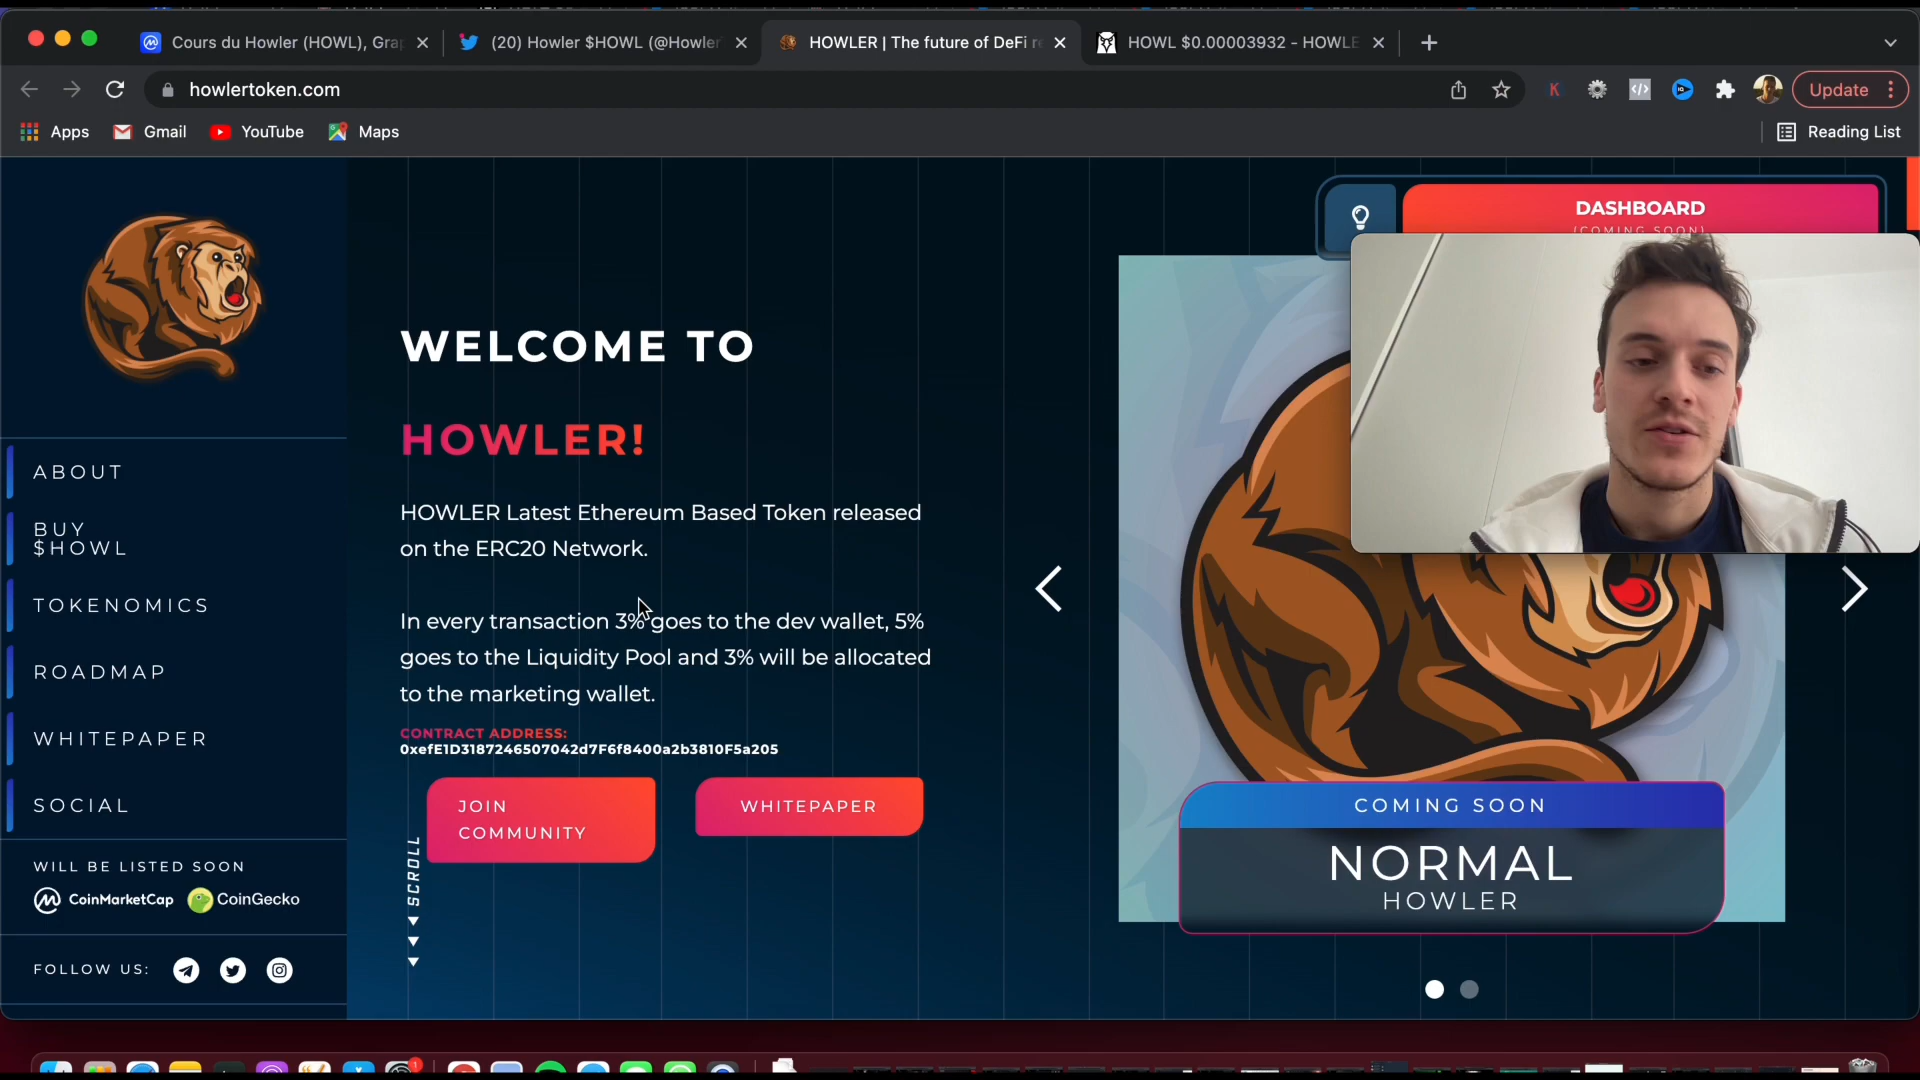 Cours du Howler (HOWL), Gra
(20) Howler $HOWL (@Howler
HOWLER | The future of DeFi r
HOWL $0.00003932 - HOWLE
howlertoken.com
K
Update
Apps
Gmail
YouTube
Maps
Reading List
ABOUT
BUY
$HOWL
TOKENOMICS
ROADMAP
WHITEPAPER
SOCIAL
WILL BE LISTED SOON
CoinMarketCap
CoinGecko
FOLLOW US:
WELCOME TO
HOWLER!
HOWLER Latest Ethereum Based Token released
on the ERC20 Network.
In every transaction 3% goes to the dev wallet, 5%
goes to the Liquidity Pool and 3% will be allocated
to the marketing wallet.
CONTRACT ADDRESS:
0xefE1D3187246507042d7F6f8400a2b3810F5a205
JOIN
COMMUNITY
WHITEPAPER
SCROLL
DASHBOARD
(COMING SOON)
COMING SOON
NORMAL
HOWLER